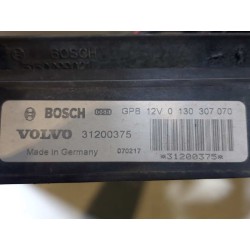 BOSCH
BOSCH GPB 12V 0 130 307 070
VOLVO 31200375
Made in Germany 070217
*31200375*